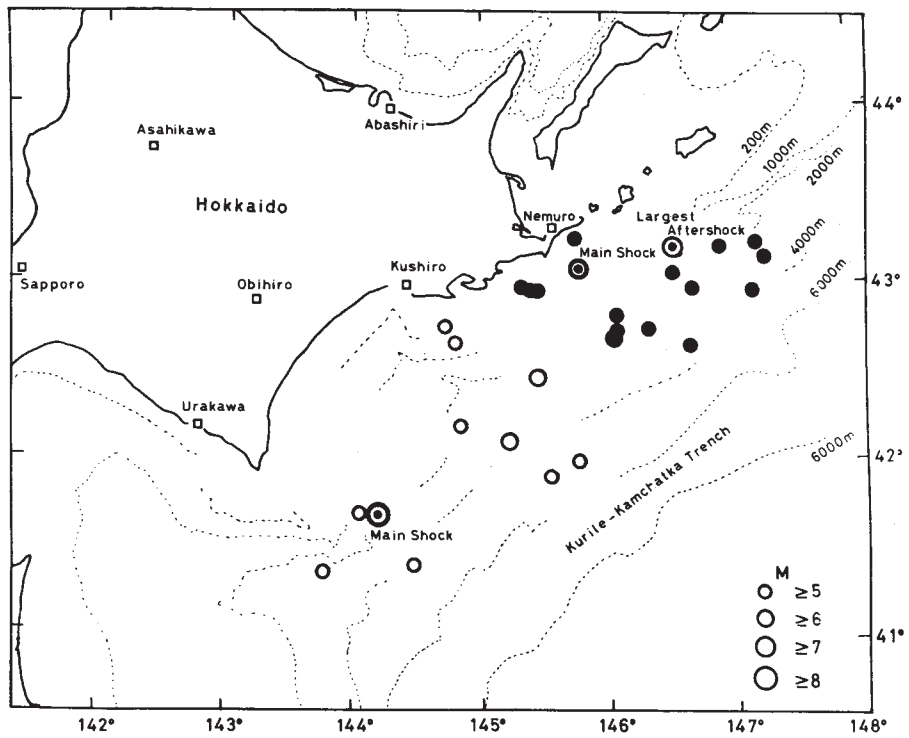 Asahikawa
Abashiri
44°
Hokkaido
200m
1000m
2000m
Nemuro
Largest
Aftershock
4000m
Main Shock
Kushiro
43°
Sapporo
Obihiro
6000m
Urakawa
42°
6000m
Kurile-Kamchatka Trench
Main Shock
M
≥5
≥6
≥7
≥8
41°
142°
143°
144°
145°
146°
147°
148°